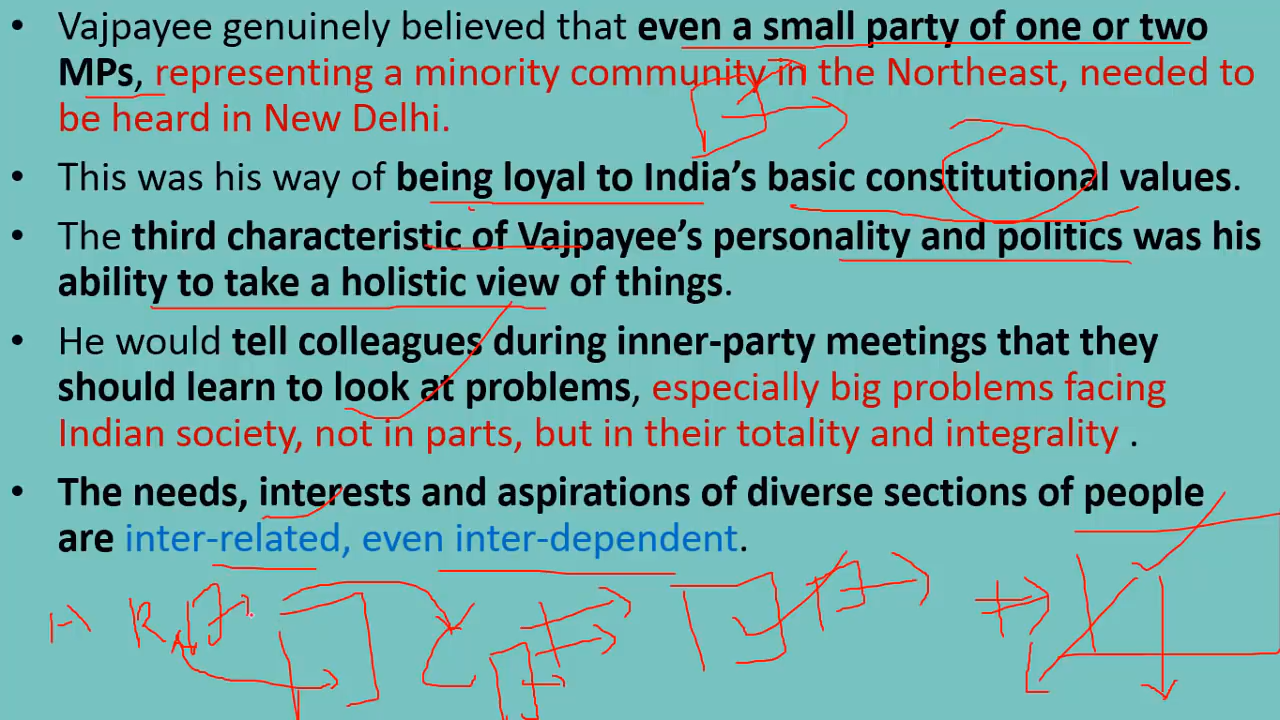 • Vajpayee genuinely believed that even a small party of one or two
MPs, representing a minority community in the Northeast, needed to
be heard in New Delhi.
• This was his way of being loyal to India's basic constitutional values.
• The third characteristic of Vajpayee's personality and politics was his
ability to take a holistic view of things.
• He would tell colleagues during inner-party meetings that they
should learn to look at problems, especially big problems facing
Indian society, not in parts, but in their totality and integrality .
• The needs, interests and aspirations of diverse sections of people
are inter-related, even inter-dependent.